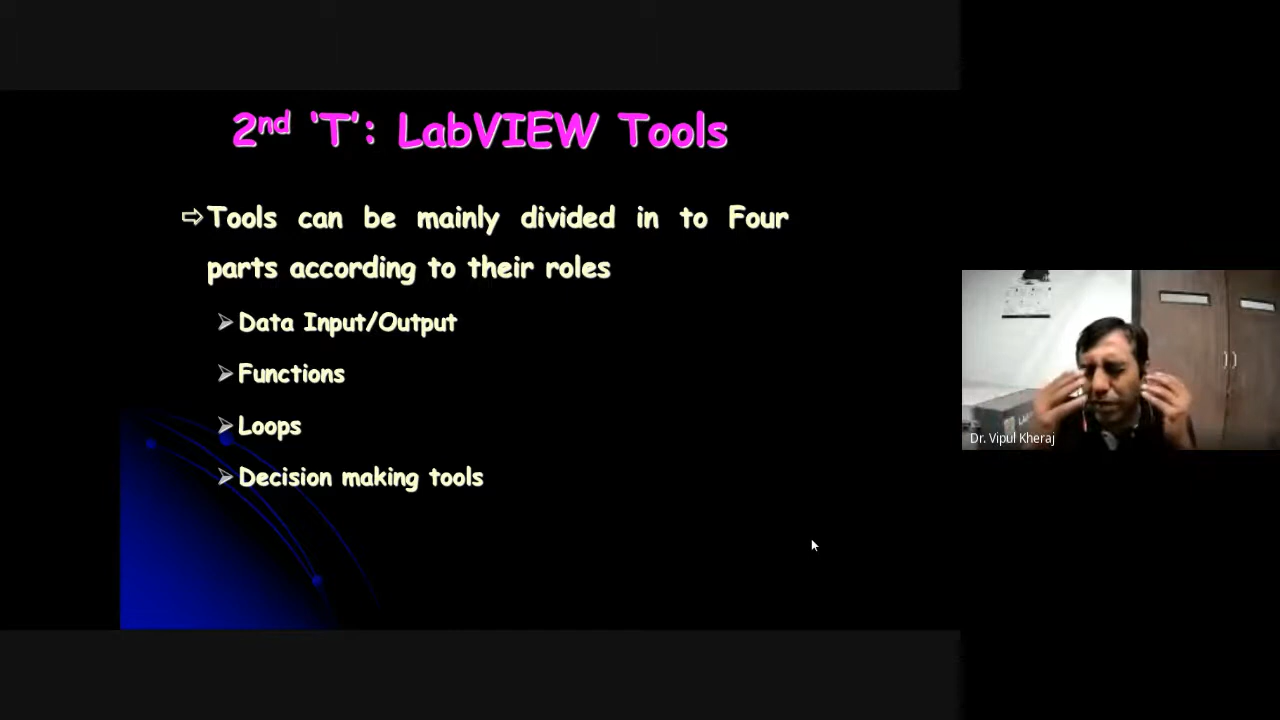 2nd 'T': LabVIEW Tools
⇨Tools can be mainly divided in to Four
parts according to their roles
➢Data Input/Output
➢Functions
➢Loops
➢Decision making tools
Dr. Vipul Kheraj